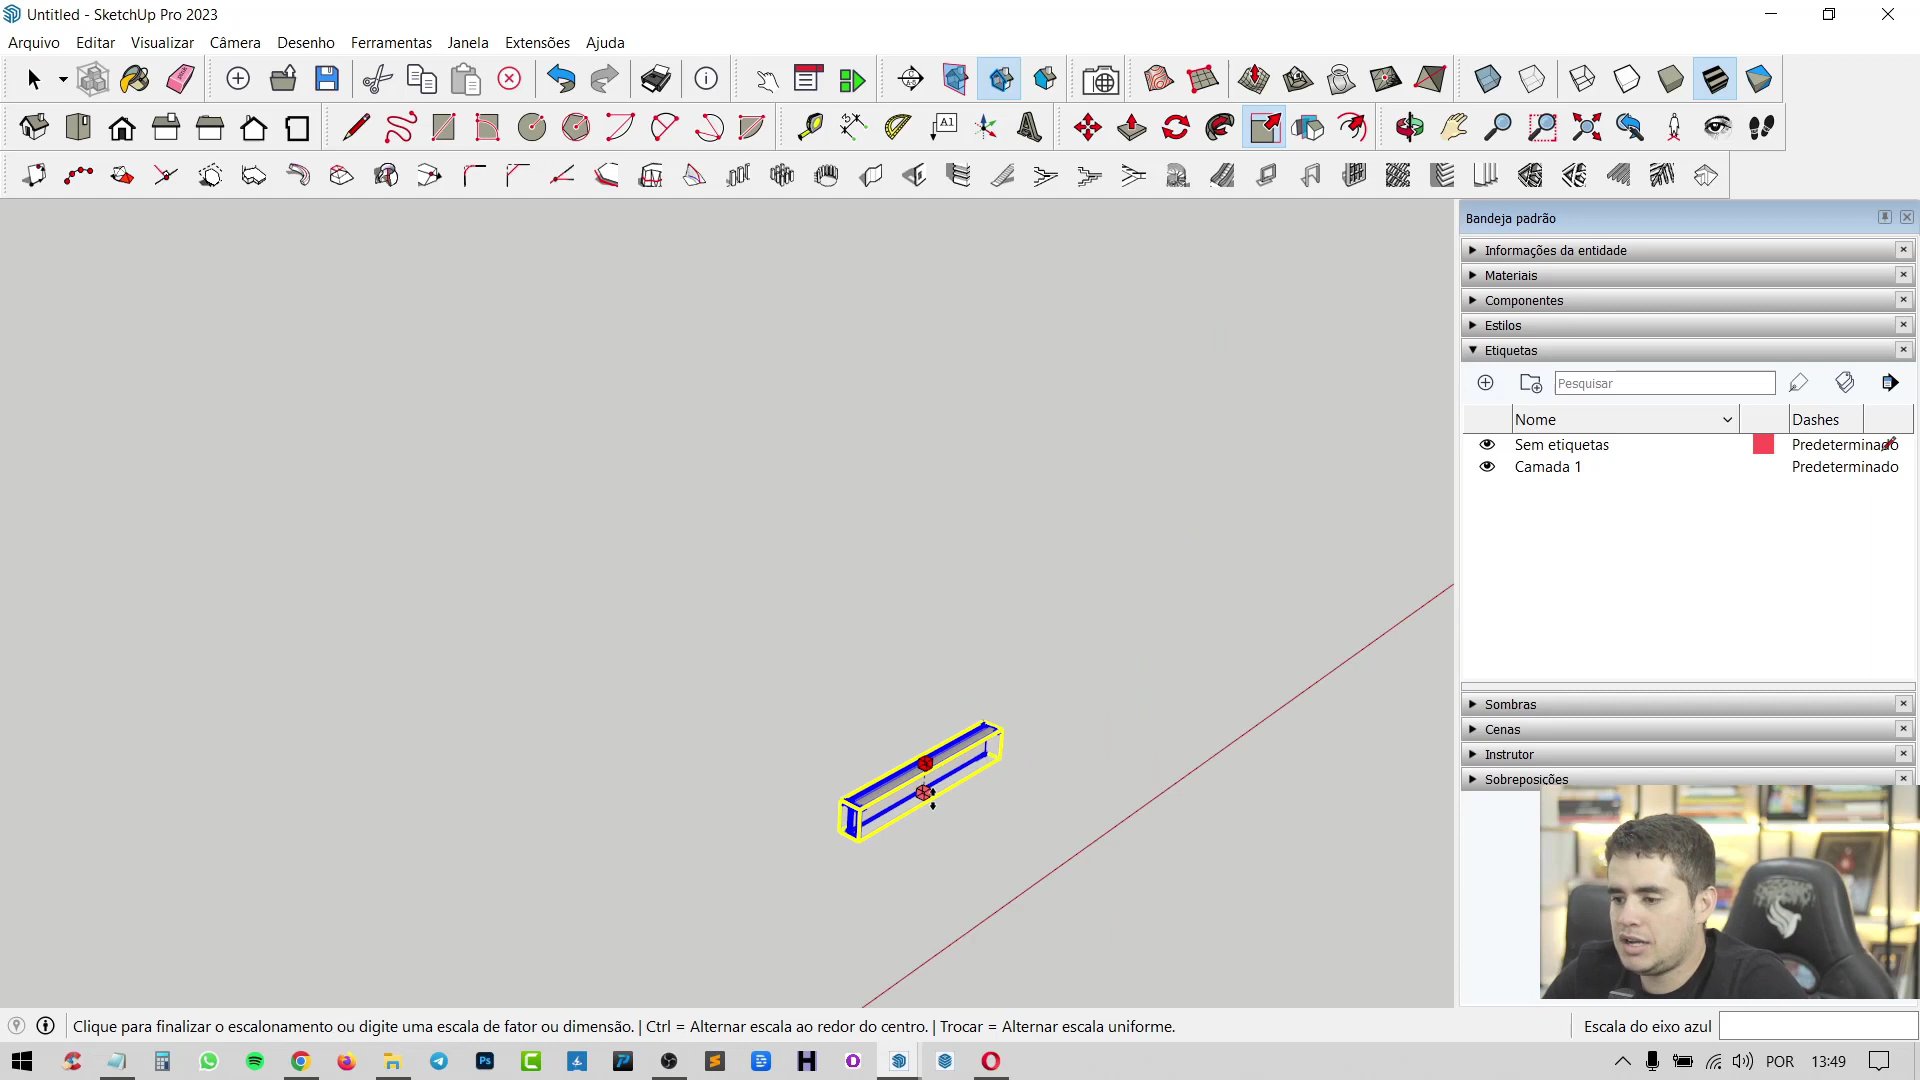 Untitled - SketchUp Pro 2023
Arquivo Editar Visualizar Câmera Desenho Ferramentas Janela Extensões Ajuda
A1
Bandeja padrão
Informações da entidade
Materiais
Componentes
Estilos
Etiquetas
Pesquisar
Nome Dashes
Sem etiquetas Predeterminado
Camada 1 Predeterminado
Sombras
Cenas
Instrutor
Sobreposições
Clique para finalizar o escalonamento ou digite uma escala de fator ou dimensão. | Ctrl = Alternar escala ao redor do centro. | Trocar = Alternar escala uniforme.
Escala do eixo azul
POR 13:49